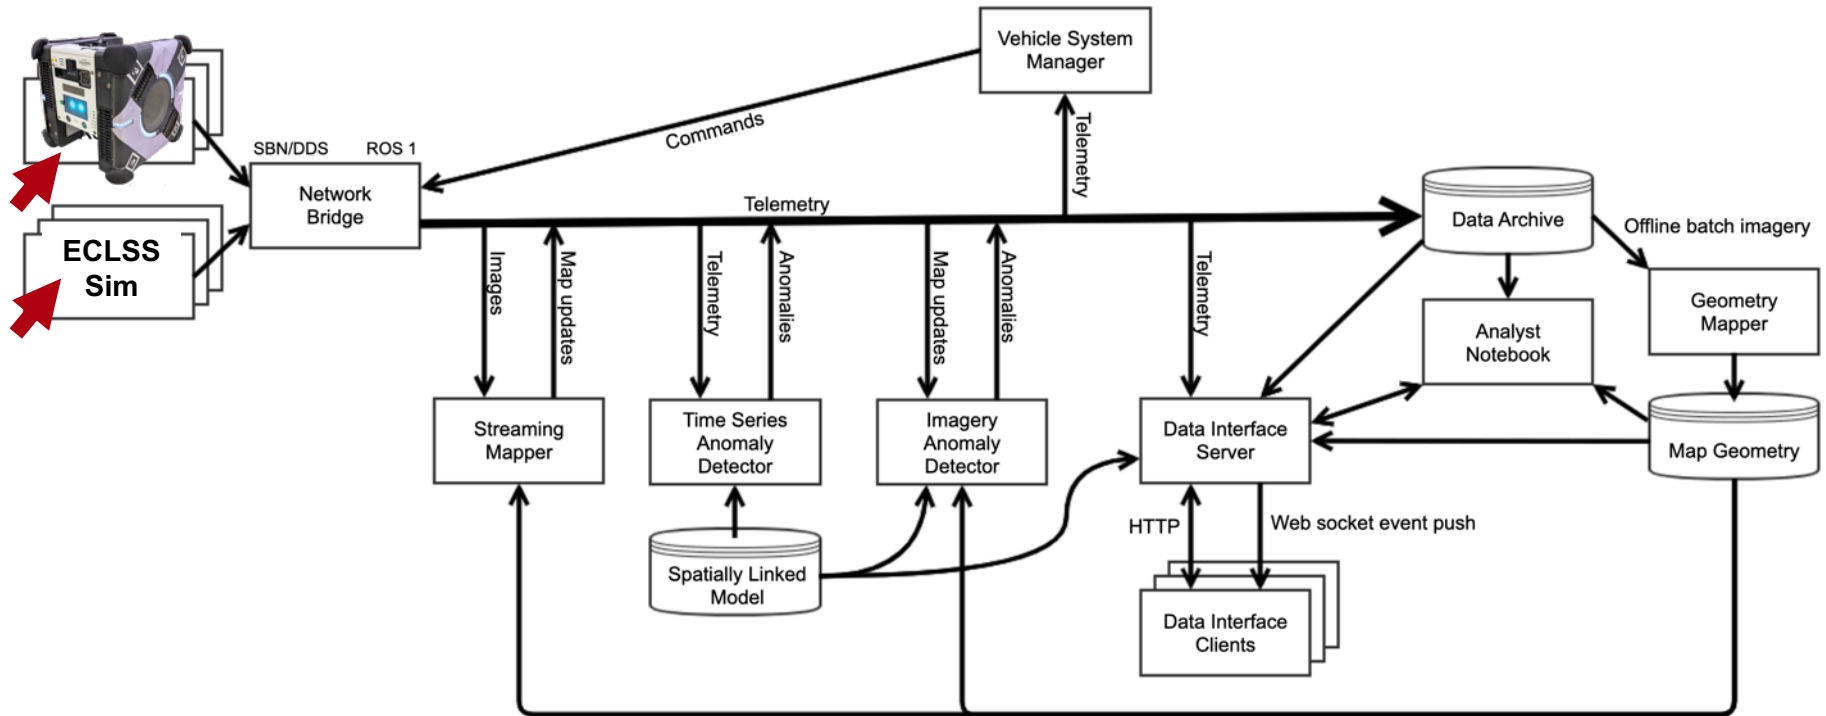 Vehicle System
Manager
Commands
Telemetry
SBN/DDS
ROS 1
Network
Bridge
Telemetry
ECLSS
Sim
Data Archive
Offline batch imagery
Images
Map updates
Telemetry
Anomalies
Map updates
Anomalies
Telemetry
Geometry
Mapper
Analyst
Notebook
Streaming
Mapper
Time Series
Anomaly
Detector
Imagery
Anomaly
Detector
Data Interface
Server
Map Geometry
HTTP
Web socket event push
Spatially Linked
Model
Data Interface
Clients